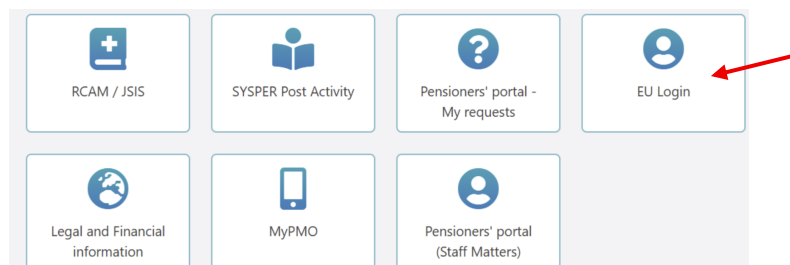 RCAM / JSIS
SYSPER Post Activity
Pensioners' portal -
My requests
EU Login
Legal and Financial
information
MyPMO
Pensioners' portal
(Staff Matters)